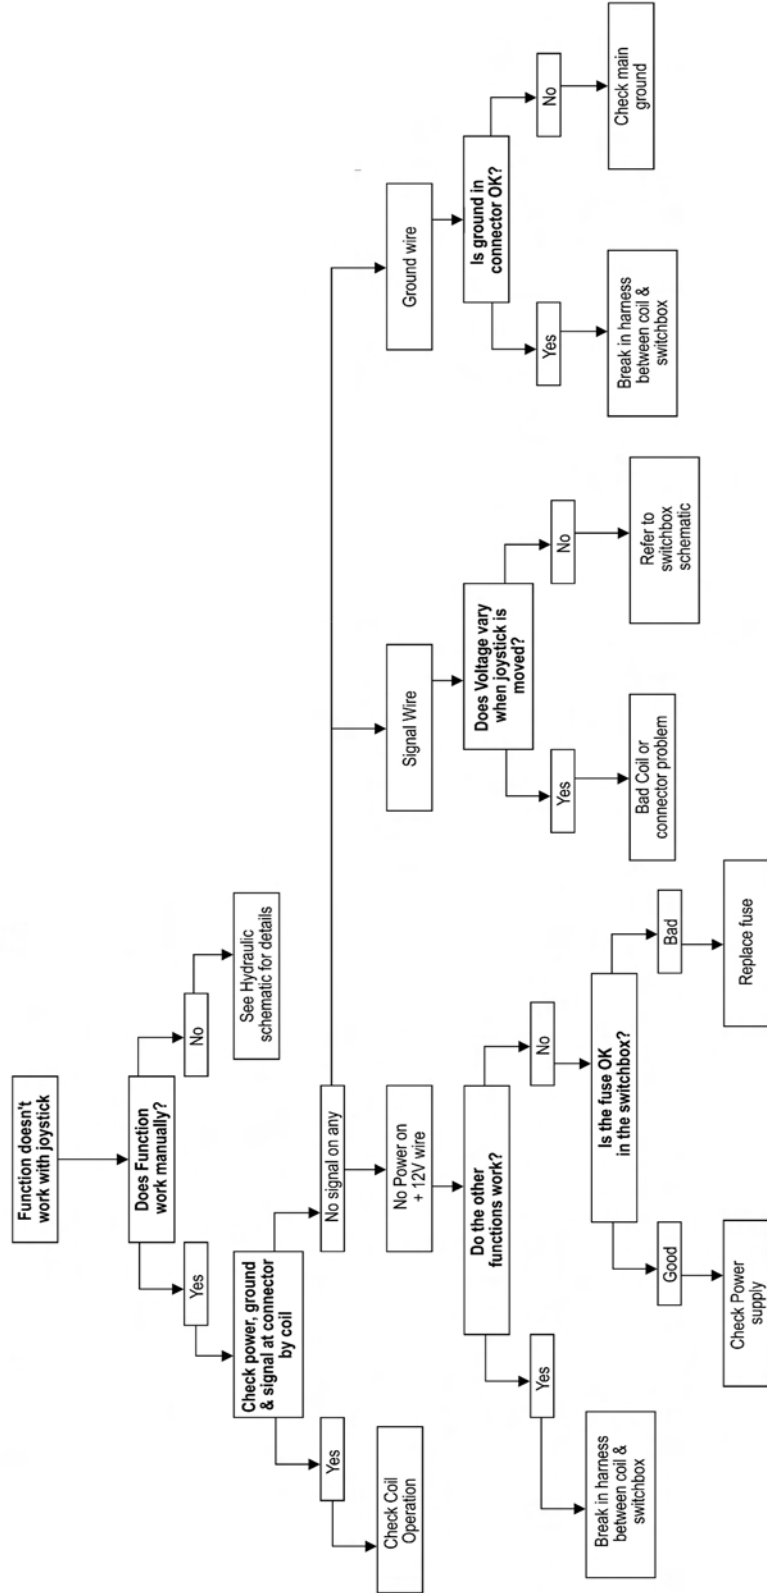 Function doesn't
work with joystick
Does Function
work manually?
Yes
No
Check power, ground
& signal at connector
by coil
See Hydraulic
schematic for details
Yes
No signal on any
Check Coil
Operation
No Power on
+ 12V wire
Signal Wire
Ground wire
Do the other
functions work?
Does Voltage vary
when joystick is
moved?
Is ground in
connector OK?
Yes
No
Yes
No
Yes
No
Break in harness
between coil &
switchbox
Is the fuse OK
in the switchbox?
Bad Coil or
connector problem
Refer to
switchbox
schematic
Break in harness
between coil &
switchbox
Check main
ground
Good
Bad
Check Power
supply
Replace fuse